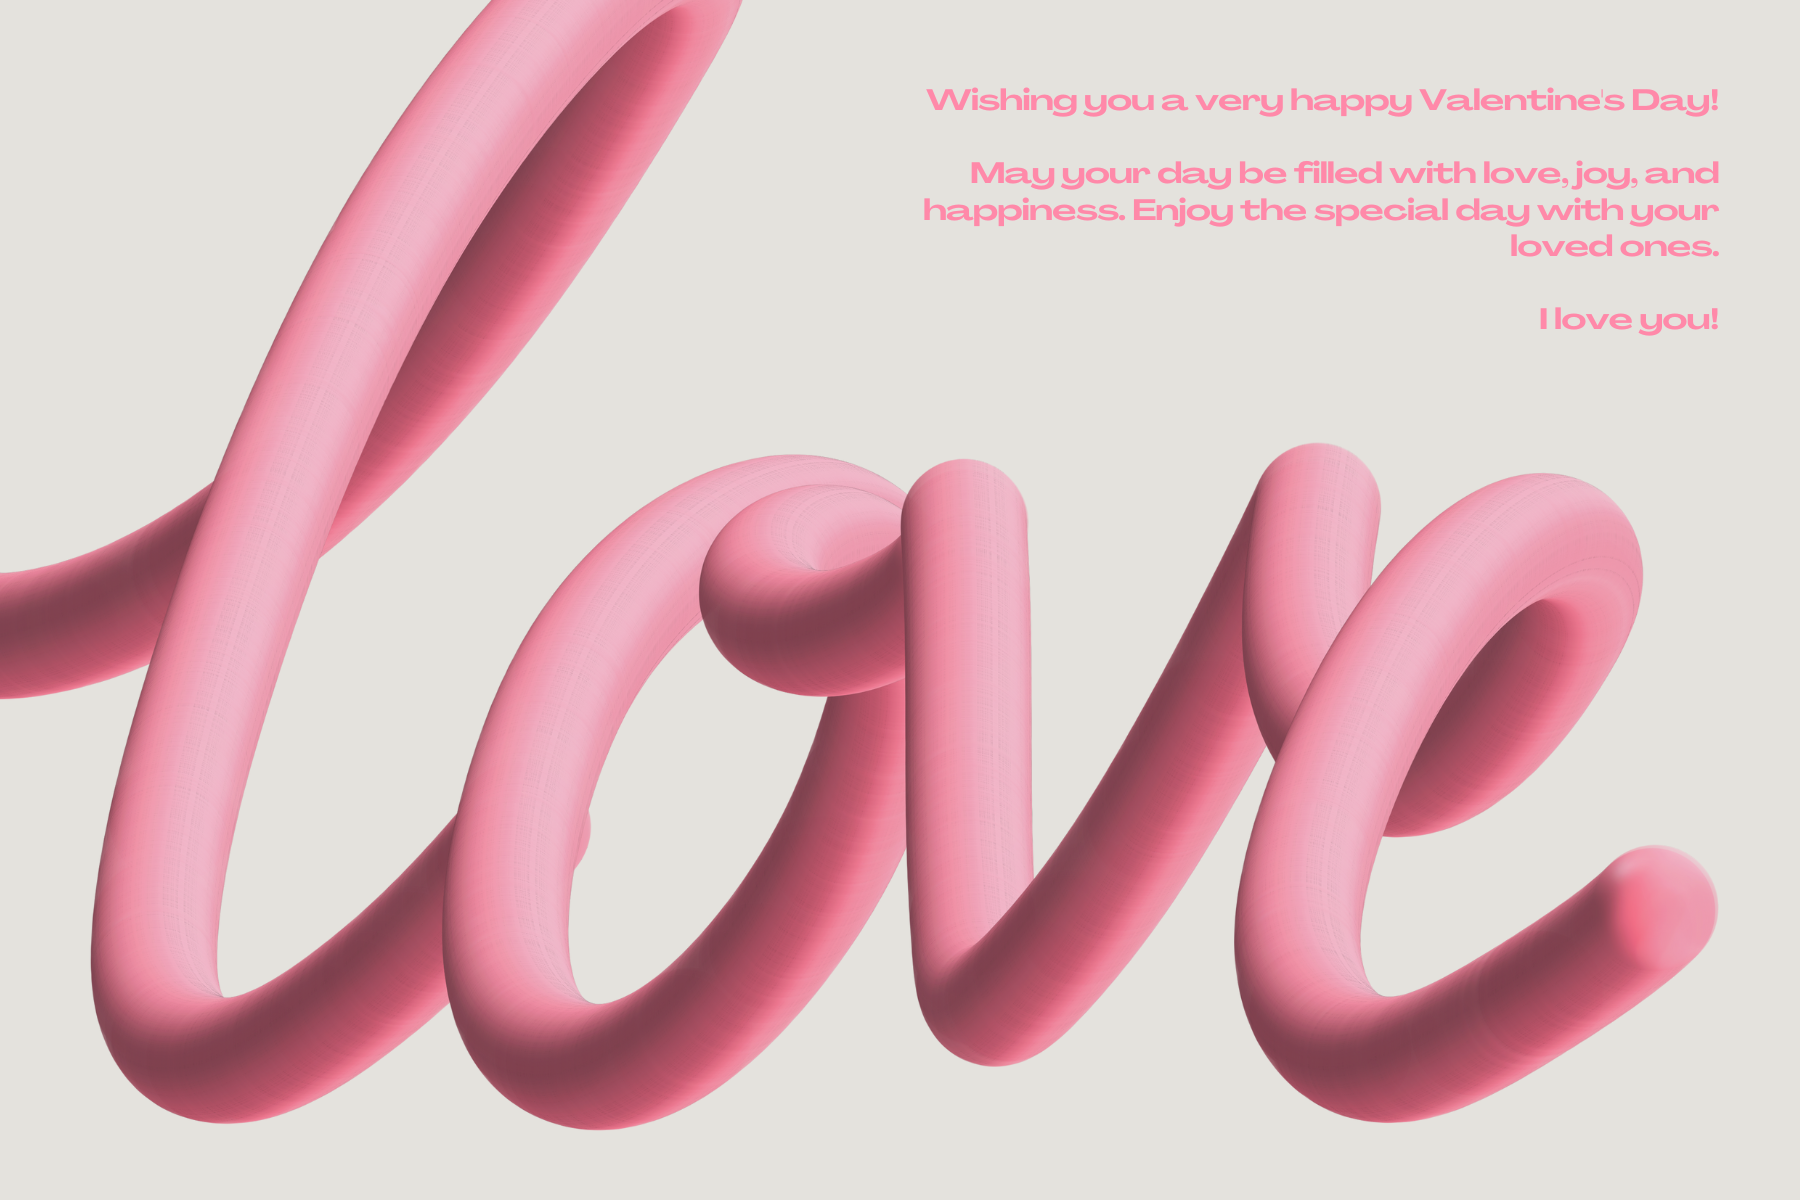 Wishing you a very happy Valentine's Day!
May your day be filled with love, joy, and
happiness. Enjoy the special day with your
loved ones.
I love you!
love